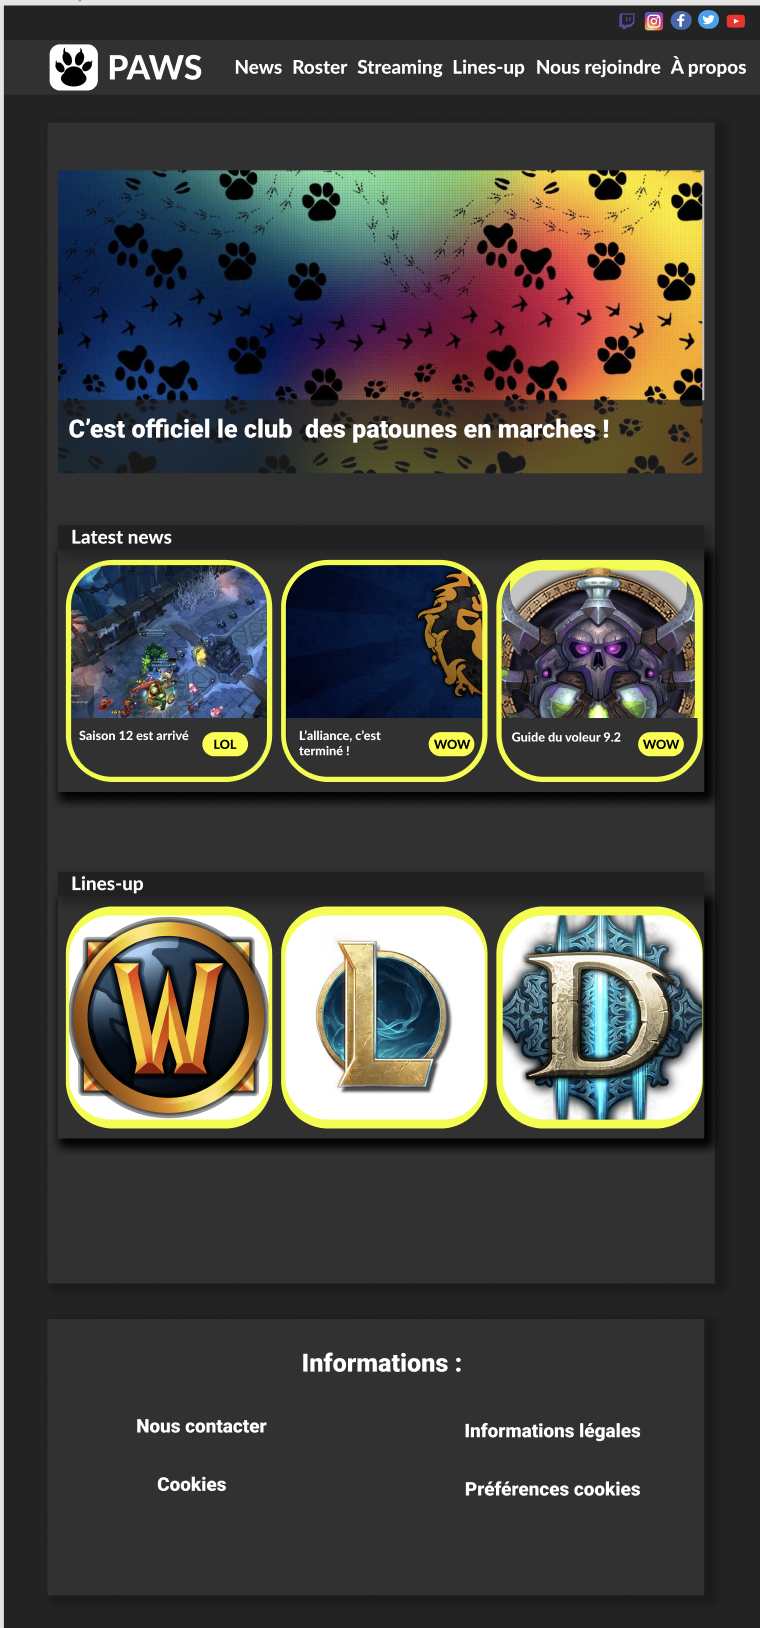 PAWS
News Roster Streaming Lines-up Nous rejoindre À propos
C'est officiel le club des patounes en marches !
Latest news
Saison 12 est arrivé
LOL
L'alliance, c'est
terminé !
WOW
Guide du voleur 9.2
WOW
Lines-up
W
L
D
Informations :
Nous contacter
Informations légales
Cookies
Préférences cookies